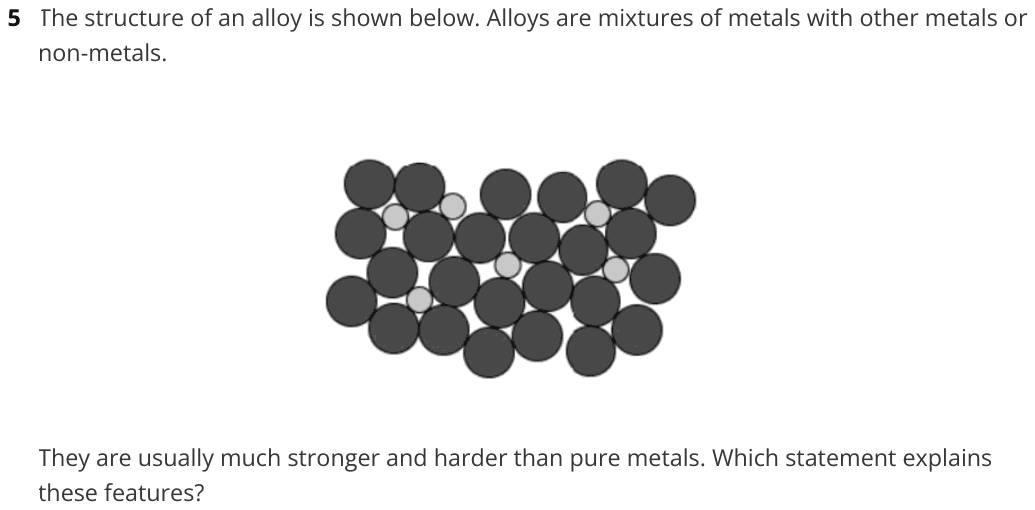 5 The structure of an alloy is shown below. Alloys are mixtures of metals with other metals or
non-metals.
They are usually much stronger and harder than pure metals. Which statement explains
these features?